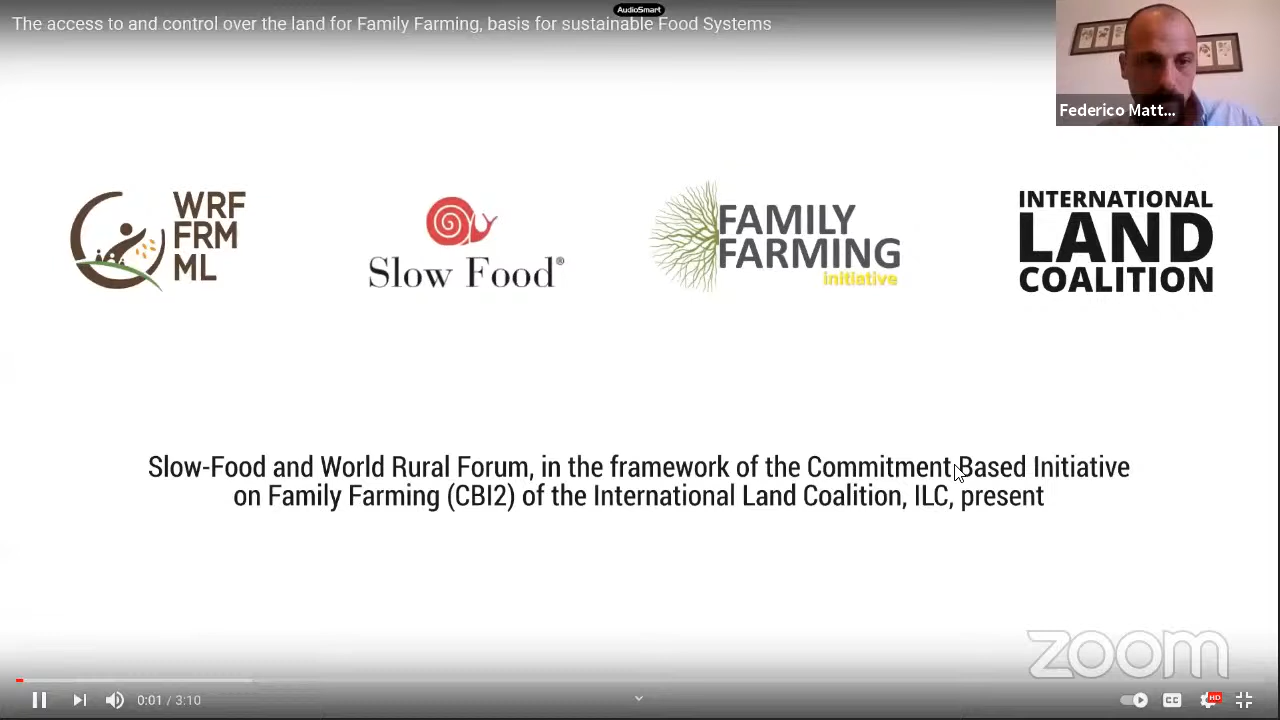 AudioSmart
The access to and control over the land for Family Farming, basis for sustainable Food Systems
Federico Matt...
WRF
FRM
ML
Slow Food®
FAMILY
FARMING
initiative
INTERNATIONAL
LAND
COALITION
Slow-Food and World Rural Forum, in the framework of the Commitment Based Initiative
on Family Farming (CBI2) of the International Land Coalition, ILC, present
zoom
0:01 / 3:10
CC
HD